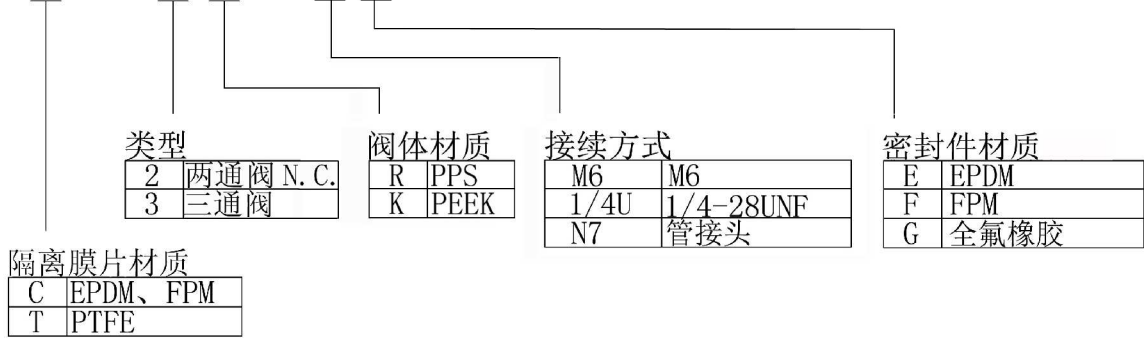 类型
2 两通阀 N.C.
3 三通阀
阀体材质
R PPS
K PEEK
接续方式
M6 M6
1/4U 1/4-28UNF
N7 管接头
密封件材质
E EPDM
F FPM
G 全氟橡胶
隔离膜片材质
C EPDM、FPM
T PTFE